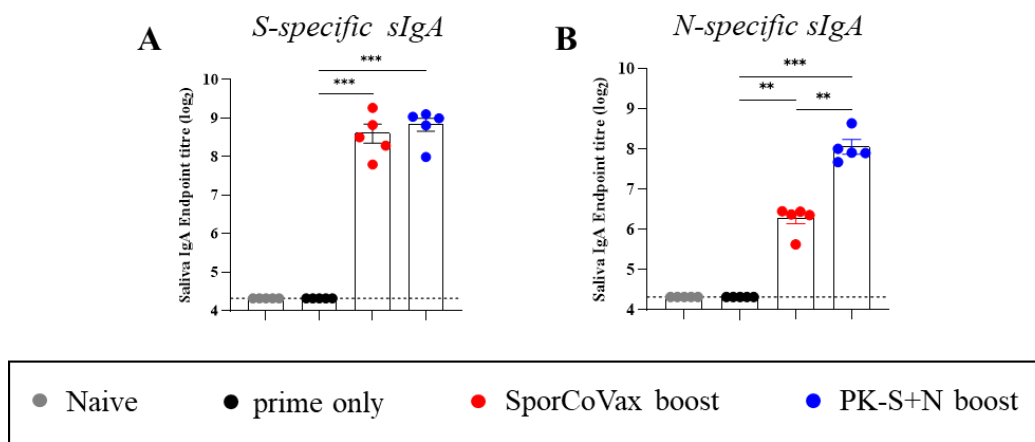 A
S-specific sIgA
Saliva IgA Endpoint titre (log2)
10
9
8
7
6
5
4
***
***
B
N-specific sIgA
Saliva IgA Endpoint titre (log2)
10
9
8
7
6
5
4
***
**
**
Naive
prime only
SporCoVax boost
PK-S+N boost